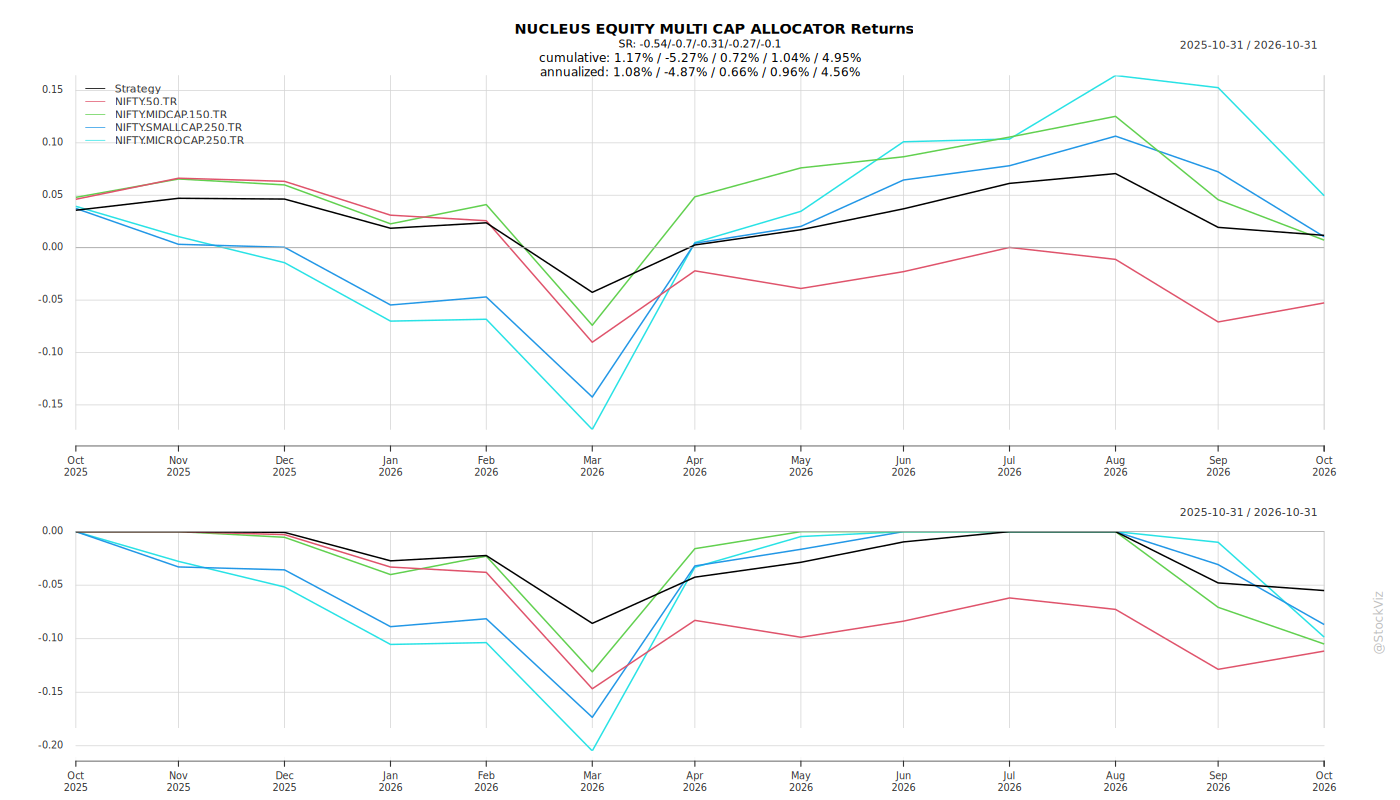 NUCLEUS EQUITY MULTI CAP ALLOCATOR Returns
SR: -0.54/-0.7/-0.31/-0.27/-0.1
cumulative: 1.17% / -5.27% / 0.72% / 1.04% / 4.95%
annualized: 1.08% / -4.87% / 0.66% / 0.96% / 4.56%
2025-10-31 / 2026-10-31
Strategy
NIFTY.50.TR
NIFTY.MIDCAP.150.TR
NIFTY.SMALLCAP.250.TR
NIFTY.MICROCAP.250.TR
0.15
0.10
0.05
0.00
-0.05
-0.10
-0.15
Oct Nov Dec Jan Feb Mar Apr May Jun Jul Aug Sep Oct
2025 2025 2025 2026 2026 2026 2026 2026 2026 2026 2026 2026 2026
2025-10-31 / 2026-10-31
0.00
-0.05
-0.10
-0.15
-0.20
Oct Nov Dec Jan Feb Mar Apr May Jun Jul Aug Sep Oct
2025 2025 2025 2026 2026 2026 2026 2026 2026 2026 2026 2026 2026
@StockViz